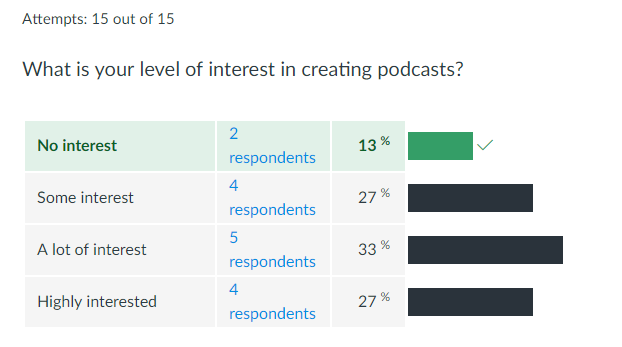 Attempts: 15 out of 15
What is your level of interest in creating podcasts?
No interest 2 respondents 13 %
Some interest 4 respondents 27 %
A lot of interest 5 respondents 33 %
Highly interested 4 respondents 27 %